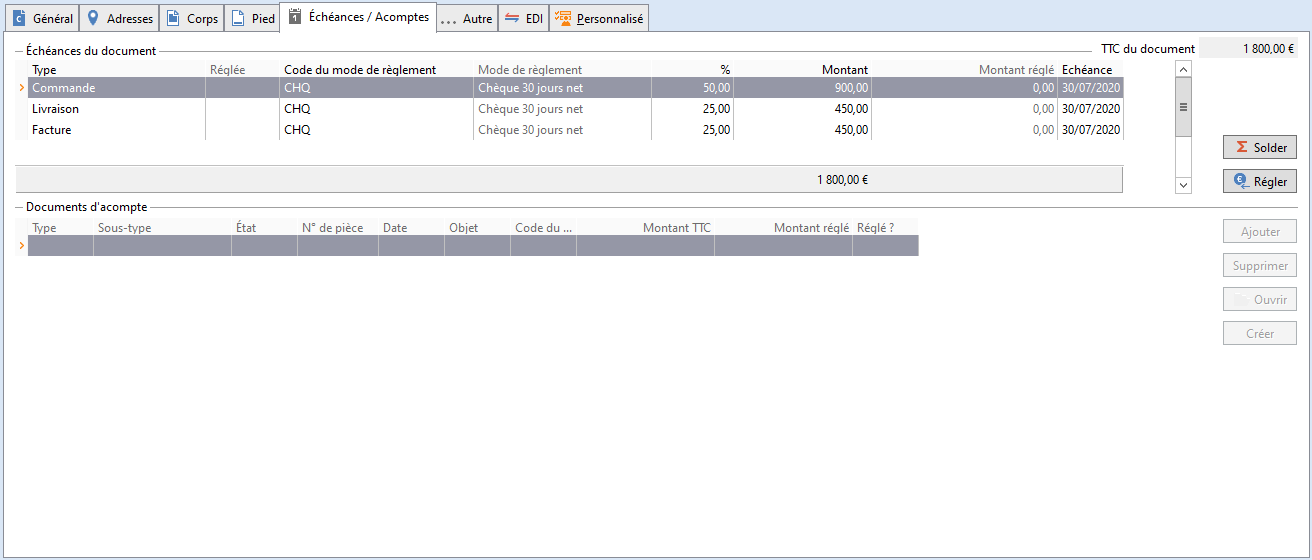 Général Adresses Corps Pied Échéances / Acomptes ... Autre EDI Personnalisé
Échéances du document TTC du document 1 800,00 €
Type Réglée Code du mode de règlement Mode de règlement % Montant Montant réglé Echéance
Commande CHQ Chèque 30 jours net 50,00 900,00 0,00 30/07/2020
Livraison CHQ Chèque 30 jours net 25,00 450,00 0,00 30/07/2020
Facture CHQ Chèque 30 jours net 25,00 450,00 0,00 30/07/2020
Solder
1 800,00 € Régler
Documents d'acompte
Type Sous-type État N° de pièce Date Objet Code du ... Montant TTC Montant réglé Réglé ?
Ajouter
Supprimer
Ouvrir
Créer